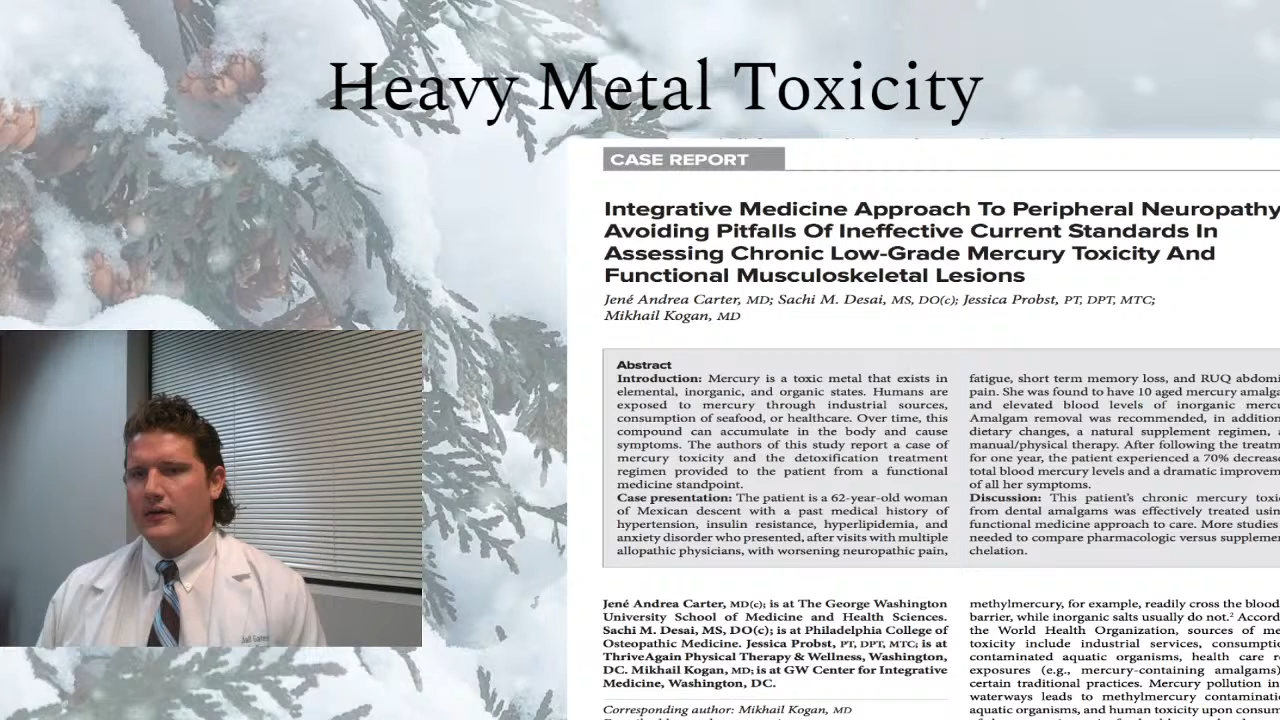 Heavy Metal Toxicity
CASE REPORT
Integrative Medicine Approach To Peripheral Neuropathy
Avoiding Pitfalls Of Ineffective Current Standards In
Assessing Chronic Low-Grade Mercury Toxicity And
Functional Musculoskeletal Lesions
Jené Andrea Carter, MD; Sachi M. Desai, MS, DO(c); Jessica Probst, PT, DPT, MTC;
Mikhail Kogan, MD
Abstract
Introduction: Mercury is a toxic metal that exists in
elemental, inorganic, and organic states. Humans are
exposed to mercury through industrial sources,
consumption of seafood, or healthcare. Over time, this
compound can accumulate in the body and cause
symptoms. The authors of this study report a case of
mercury toxicity and the detoxification treatment
regimen provided to the patient from a functional
medicine standpoint.
Case presentation: The patient is a 62-year-old woman
of Mexican descent with a past medical history of
hypertension, insulin resistance, hyperlipidemia, and
anxiety disorder who presented, after visits with multiple
allopathic physicians, with worsening neuropathic pain,
fatigue, short term memory loss, and RUQ abdomi
pain. She was found to have 10 aged mercury amalga
and elevated blood levels of inorganic merc
Amalgam removal was recommended, in addition
dietary changes, a natural supplement regimen,
manual/physical therapy. After following the treatm
for one year, the patient experienced a 70% decrease
total blood mercury levels and a dramatic improvem
of all her symptoms.
Discussion: This patient's chronic mercury toxi
from dental amalgams was effectively treated usin
functional medicine approach to care. More studies
needed to compare pharmacologic versus suppleme
chelation.
Jené Andrea Carter, MD(c); is at The George Washington
University School of Medicine and Health Sciences.
Sachi M. Desai, MS, DO(c); is at Philadelphia College of
Osteopathic Medicine. Jessica Probst, PT, DPT, MTC; is at
ThriveAgain Physical Therapy & Wellness, Washington,
DC. Mikhail Kogan, MD; is at GW Center for Integrative
Medicine, Washington, DC.
Corresponding author: Mikhail Kogan, MD
methylmercury, for example, readily cross the blood
barrier, while inorganic salts usually do not.² Accord
the World Health Organization, sources of me
toxicity include industrial services, consumptio
contaminated aquatic organisms, health care r
exposures (e.g., mercury-containing amalgams)
certain traditional practices. Mercury pollution in
waterways leads to methylmercury contaminati
aquatic organisms, and human toxicity upon consum